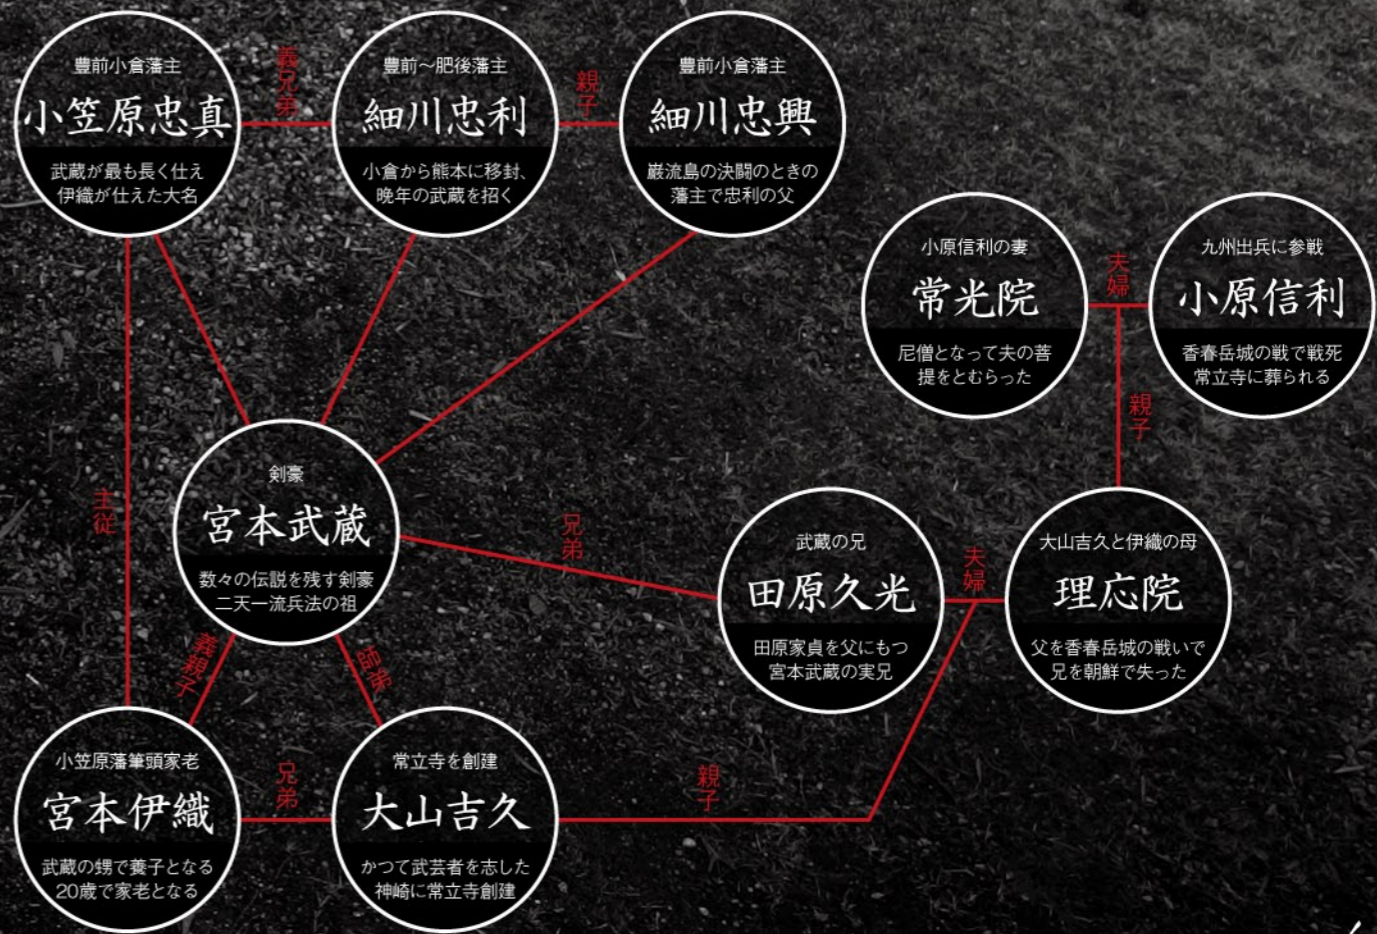 豊前小倉藩主
小笠原忠真
武蔵が最も長く仕え
伊織が仕えた大名
義兄弟
豊前～肥後藩主
細川忠利
小倉から熊本に移封、
晩年の武蔵を招く
親子
豊前小倉藩主
細川忠興
巌流島の決闘のときの
藩主で忠利の父
小原信利の妻
常光院
尼僧となって夫の菩
提をとむらった
夫婦
九州出兵に参戦
小原信利
香春岳城の戦で戦死
常立寺に葬られる
親子
主従
剣豪
宮本武蔵
数々の伝説を残す剣豪
二天一流兵法の祖
兄弟
武蔵の兄
田原久光
田原家貞を父にもつ
宮本武蔵の実兄
夫婦
大山吉久と伊織の母
理応院
父を香春岳城の戦いで
兄を朝鮮で失った
義親子
師弟
小笠原藩筆頭家老
宮本伊織
武蔵の甥で養子となる
20歳で家老となる
兄弟
常立寺を創建
大山吉久
かつて武芸者を志した
神崎に常立寺創建
親子